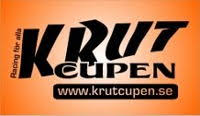 Racing för alla
KRUT
CUPEN
www.krutcupen.se